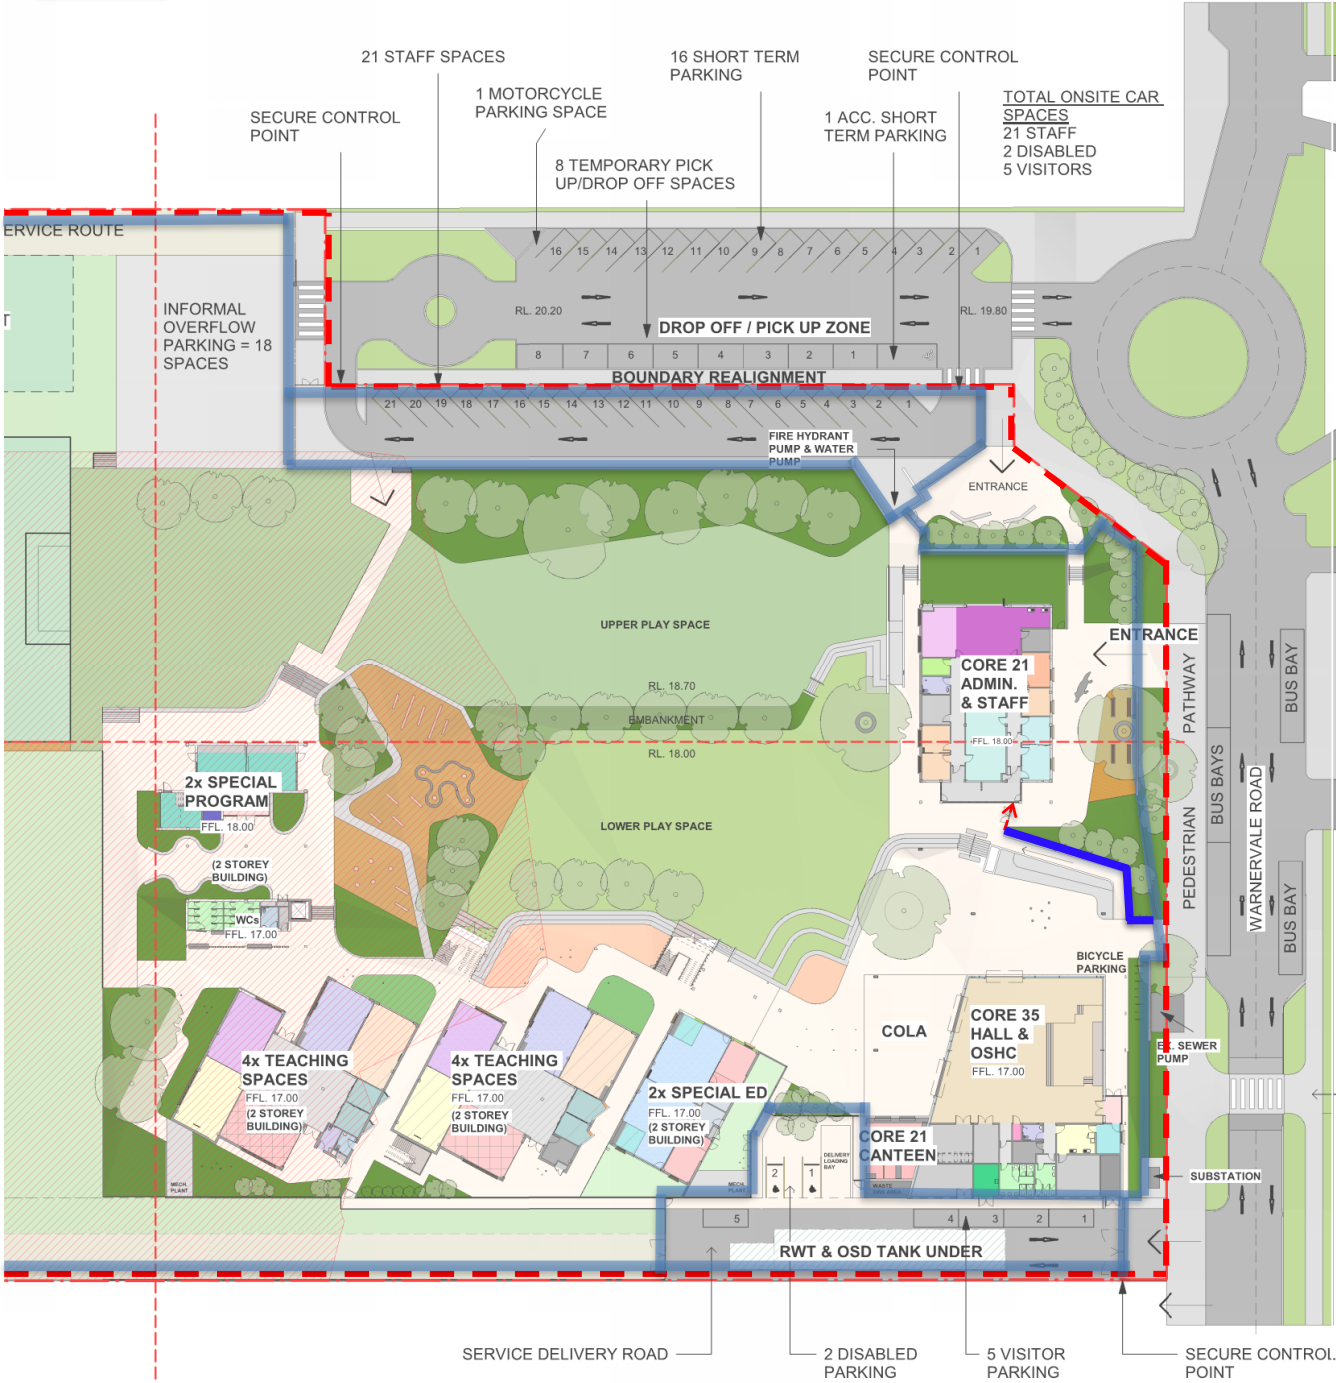 21 STAFF SPACES
16 SHORT TERM
PARKING
SECURE CONTROL
POINT
1 MOTORCYCLE
PARKING SPACE
TOTAL ONSITE CAR
SPACES
21 STAFF
2 DISABLED
5 VISITORS
SECURE CONTROL
POINT
1 ACC. SHORT
TERM PARKING
8 TEMPORARY PICK
UP/DROP OFF SPACES
ERVICE ROUTE
16 15 14 13 12 11 10 9 8 7 6 5 4 3 2 1
INFORMAL
OVERFLOW
PARKING = 18
SPACES
T
RL. 20.20
RL. 19.80
DROP OFF / PICK UP ZONE
8 7 6 5 4 3 2 1
BOUNDARY REALIGNMENT
21 20 19 18 17 16 15 14 13 12 11 10 9 8 7 6 5 4 3 2 1
FIRE HYDRANT
PUMP & WATER
PUMP
ENTRANCE
UPPER PLAY SPACE
ENTRANCE
CORE 21
ADMIN.
& STAFF
RL. 18.70
EMBANKMENT
RL. 18.00
FFL. 18.00
PEDESTRIAN PATHWAY
BUS BAYS
WARNERVALE ROAD
BUS BAY
BUS BAY
2x SPECIAL
PROGRAM
FFL. 18.00
LOWER PLAY SPACE
(2 STOREY
BUILDING)
WCs
FFL. 17.00
BICYCLE
PARKING
COLA
CORE 35
HALL &
OSHC
FFL. 17.00
EX. SEWER
PUMP
4x TEACHING
SPACES
FFL. 17.00
(2 STOREY
BUILDING)
4x TEACHING
SPACES
FFL. 17.00
(2 STOREY
BUILDING)
2x SPECIAL ED
FFL. 17.00
(2 STOREY
BUILDING)
CORE 21
CANTEEN
DELIVERY
LOADING
BAY
MECH.
PLANT
MECH.
PLANT
2 1
SUBSTATION
5 4 3 2 1
RWT & OSD TANK UNDER
SERVICE DELIVERY ROAD
2 DISABLED
PARKING
5 VISITOR
PARKING
SECURE CONTROL
POINT